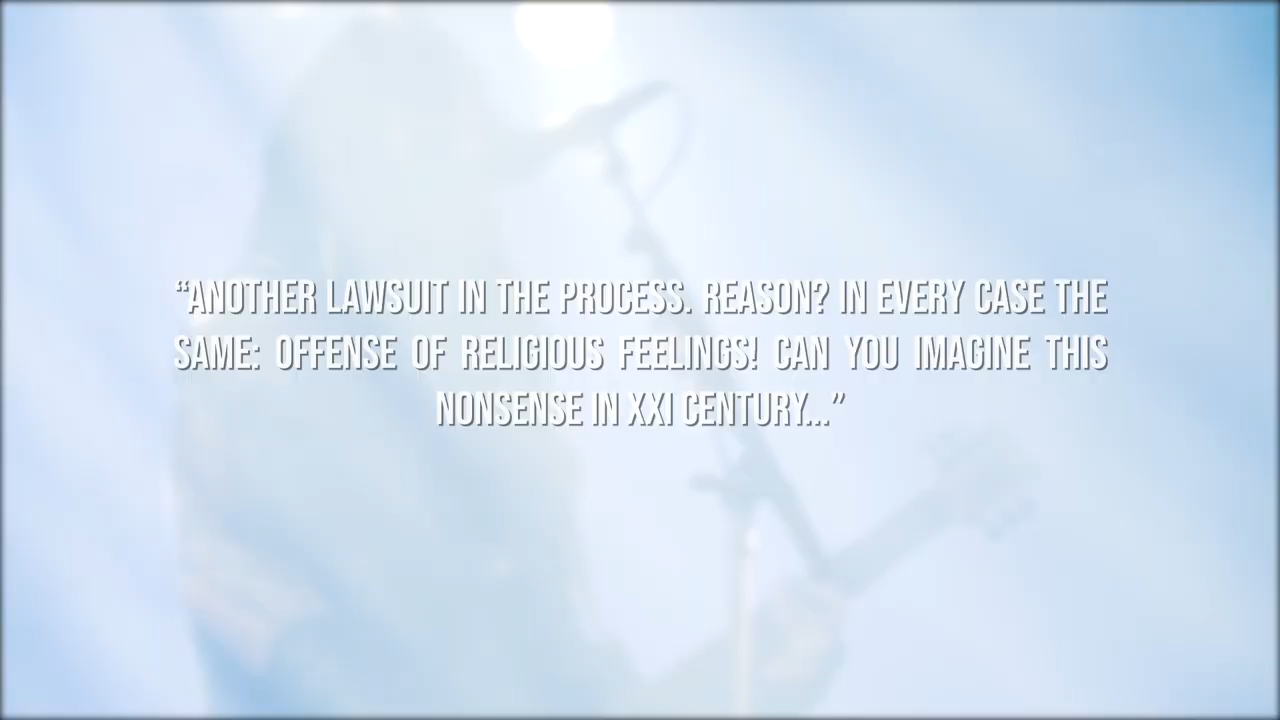 “ANOTHER LAWSUIT IN THE PROCESS. REASON? IN EVERY CASE THE
SAME: OFFENSE OF RELIGIOUS FEELINGS! CAN YOU IMAGINE THIS
NONSENSE IN XXI CENTURY...”